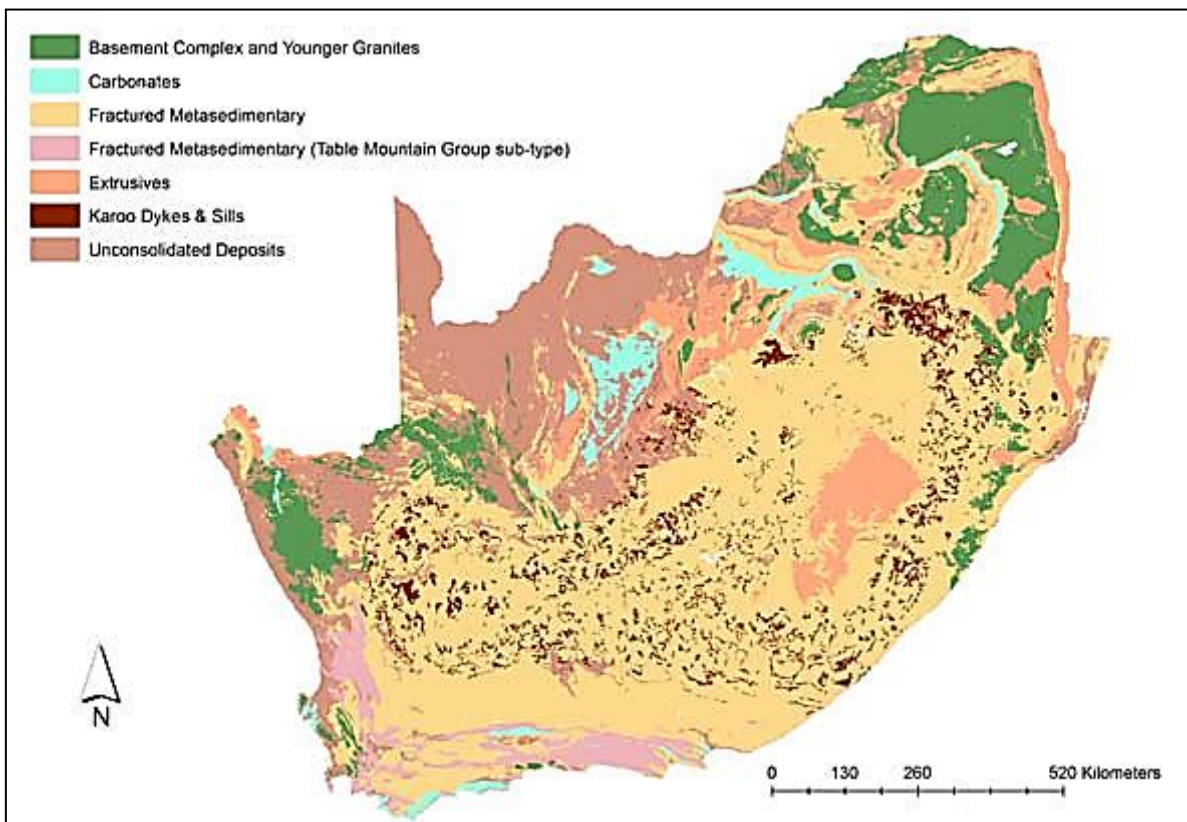 Basement Complex and Younger Granites
Carbonates
Fractured Metasedimentary
Fractured Metasedimentary (Table Mountain Group sub-type)
Extrusives
Karoo Dykes & Sills
Unconsolidated Deposits
N
0 130 260 520 Kilometers